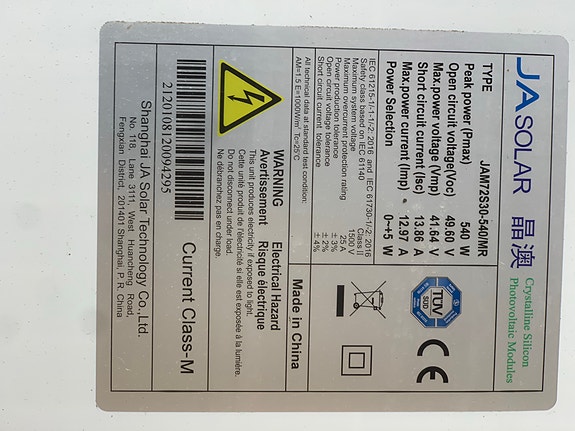 JASOLAR 晶澳
Crystalline Silicon
Photovoltaic Modules
TYPE JAM72S30-540/MR
Peak power (Pmax) 540 W
Open circuit voltage(Voc) 49.60 V
Max.power voltage (Vmp) 41.64 V
Short circuit current (Isc) 13.86 A
Max.power current (Imp) 12.97 A
Power Selection 0~+5 W
TÜV
SÜD
CE
IEC 61215-1/-1-1/-2: 2016 and IEC 61730-1/-2: 2016
Safety class based on IEC 61140 Class II
Maximum system voltage 1500 V
Maximum overcurrent protection rating 25 A
Power production tolerance ± 3%
Open circuit voltage tolerance ± 2%
Short circuit current tolerance ± 4%
All technical data at standard test condition:
AM=1.5 E=1000W/m² Tc=25°C
Made in China
WARNING Electrical Hazard
Avertissement Risque électrique
This unit produces electricity if exposed to light.
Cette unité produit de l'électricité si elle est exposée à la lumière.
Do not disconnect under load.
Ne débranchez pas en charge.
2120108120094295
Current Class-M
Shanghai JA Solar Technology Co.,Ltd.
No. 118, Lane 3111, West Huancheng Road,
Fengxian District, 201401 Shanghai, P. R. China